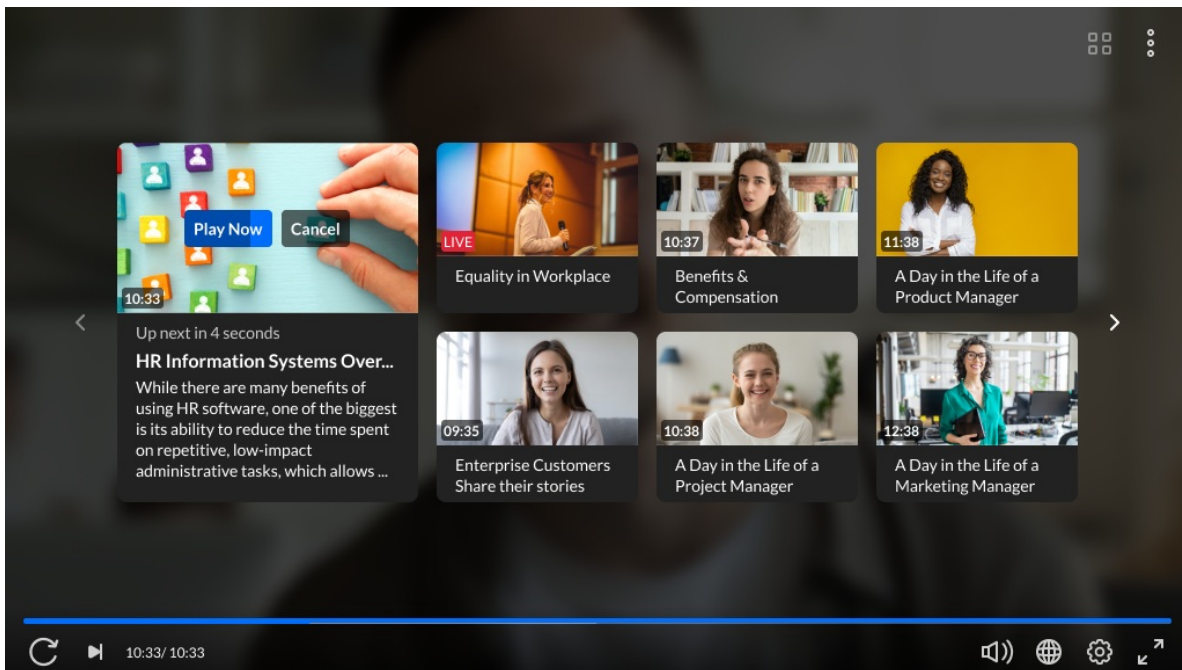 Play Now
Cancel
10:33
Up next in 4 seconds
HR Information Systems Over...
While there are many benefits of
using HR software, one of the biggest
is its ability to reduce the time spent
on repetitive, low-impact
administrative tasks, which allows ...
LIVE
Equality in Workplace
10:37
Benefits &
Compensation
11:38
A Day in the Life of a
Product Manager
09:35
Enterprise Customers
Share their stories
10:38
A Day in the Life of a
Project Manager
12:38
A Day in the Life of a
Marketing Manager
10:33/ 10:33